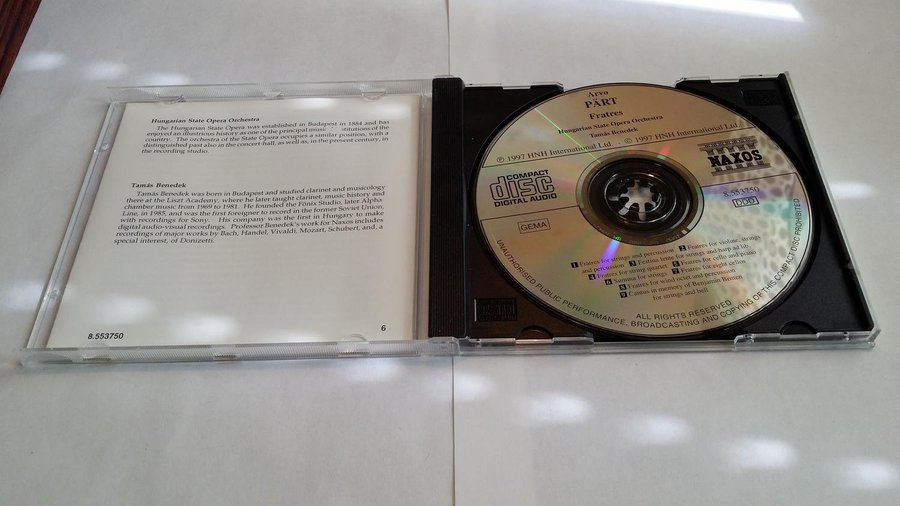 Hungarian State Opera Orchestra
The Hungarian State Opera was established in Budapest in 1884 and has
enjoyed an illustrious history as one of the principal music stitutions of the
country. The orchestra of the State Opera occupies a similar position, with a
distinguished past also in the concert-hall, as well as, in the present century, in
the recording studio.
Tamás Benedek
Tamás Benedek was born in Budapest and studied clarinet and musicology
there at the Liszt Academy, where he later taught clarinet, music history and
chamber music from 1969 to 1981. He founded the Fönix Studio, later Alpha-
Line, in 1985, and was the first foreigner to record in the former Soviet Union,
with recordings for Sony. His company was the first in Hungary to make
digital audio-visual recordings. Professor Benedek's work for Naxos includes
recordings of major works by Bach, Handel, Vivaldi, Mozart, Schubert, and, a
special interest, of Donizetti.
8.553750
6
Arvo
PÄRT
Fratres
Hungarian State Opera Orchestra
Tamás Benedek
℗ 1997 HNH International Ltd. · © 1997 HNH International Ltd.
COMPACT
disc
DIGITAL AUDIO
NAXOS
8.553750
DDD
GEMA
1 Fratres for strings and percussion 2 Fratres for violin, strings
and percussion 3 Festina lente for strings and harp ad lib.
4 Fratres for string quartet 5 Fratres for cello and piano
6 Summa for strings 7 Fratres for eight cellos
8 Fratres for wind octet and percussion
9 Cantus in memory of Benjamin Britten
for strings and bell
ALL RIGHTS RESERVED
UNAUTHORISED PUBLIC PERFORMANCE, BROADCASTING AND COPYING OF THIS COMPACT DISC PROHIBITED